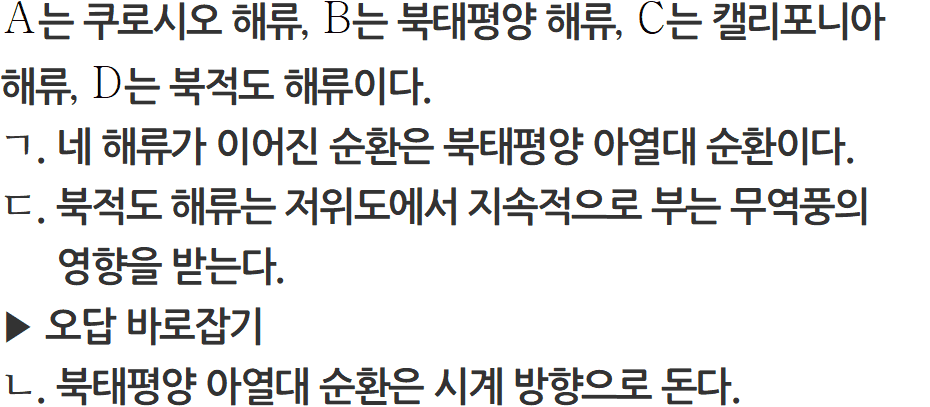 A는 쿠로시오 해류, B는 북태평양 해류, C는 캘리포니아
해류, D는 북적도 해류이다.
ㄱ. 네 해류가 이어진 순환은 북태평양 아열대 순환이다.
ㄷ. 북적도 해류는 저위도에서 지속적으로 부는 무역풍의
영향을 받는다.
▶ 오답 바로잡기
ㄴ. 북태평양 아열대 순환은 시계 방향으로 돈다.